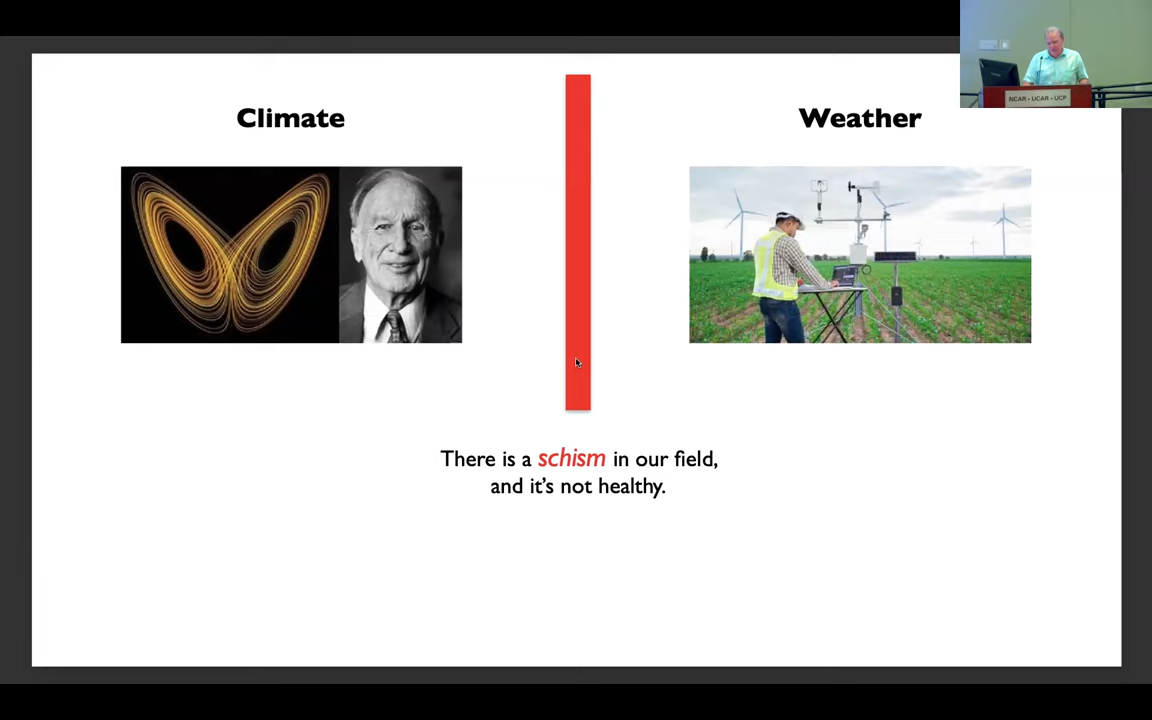 Climate
Weather
NCAR • UCAR • UCP
There is a schism in our field,
and it's not healthy.